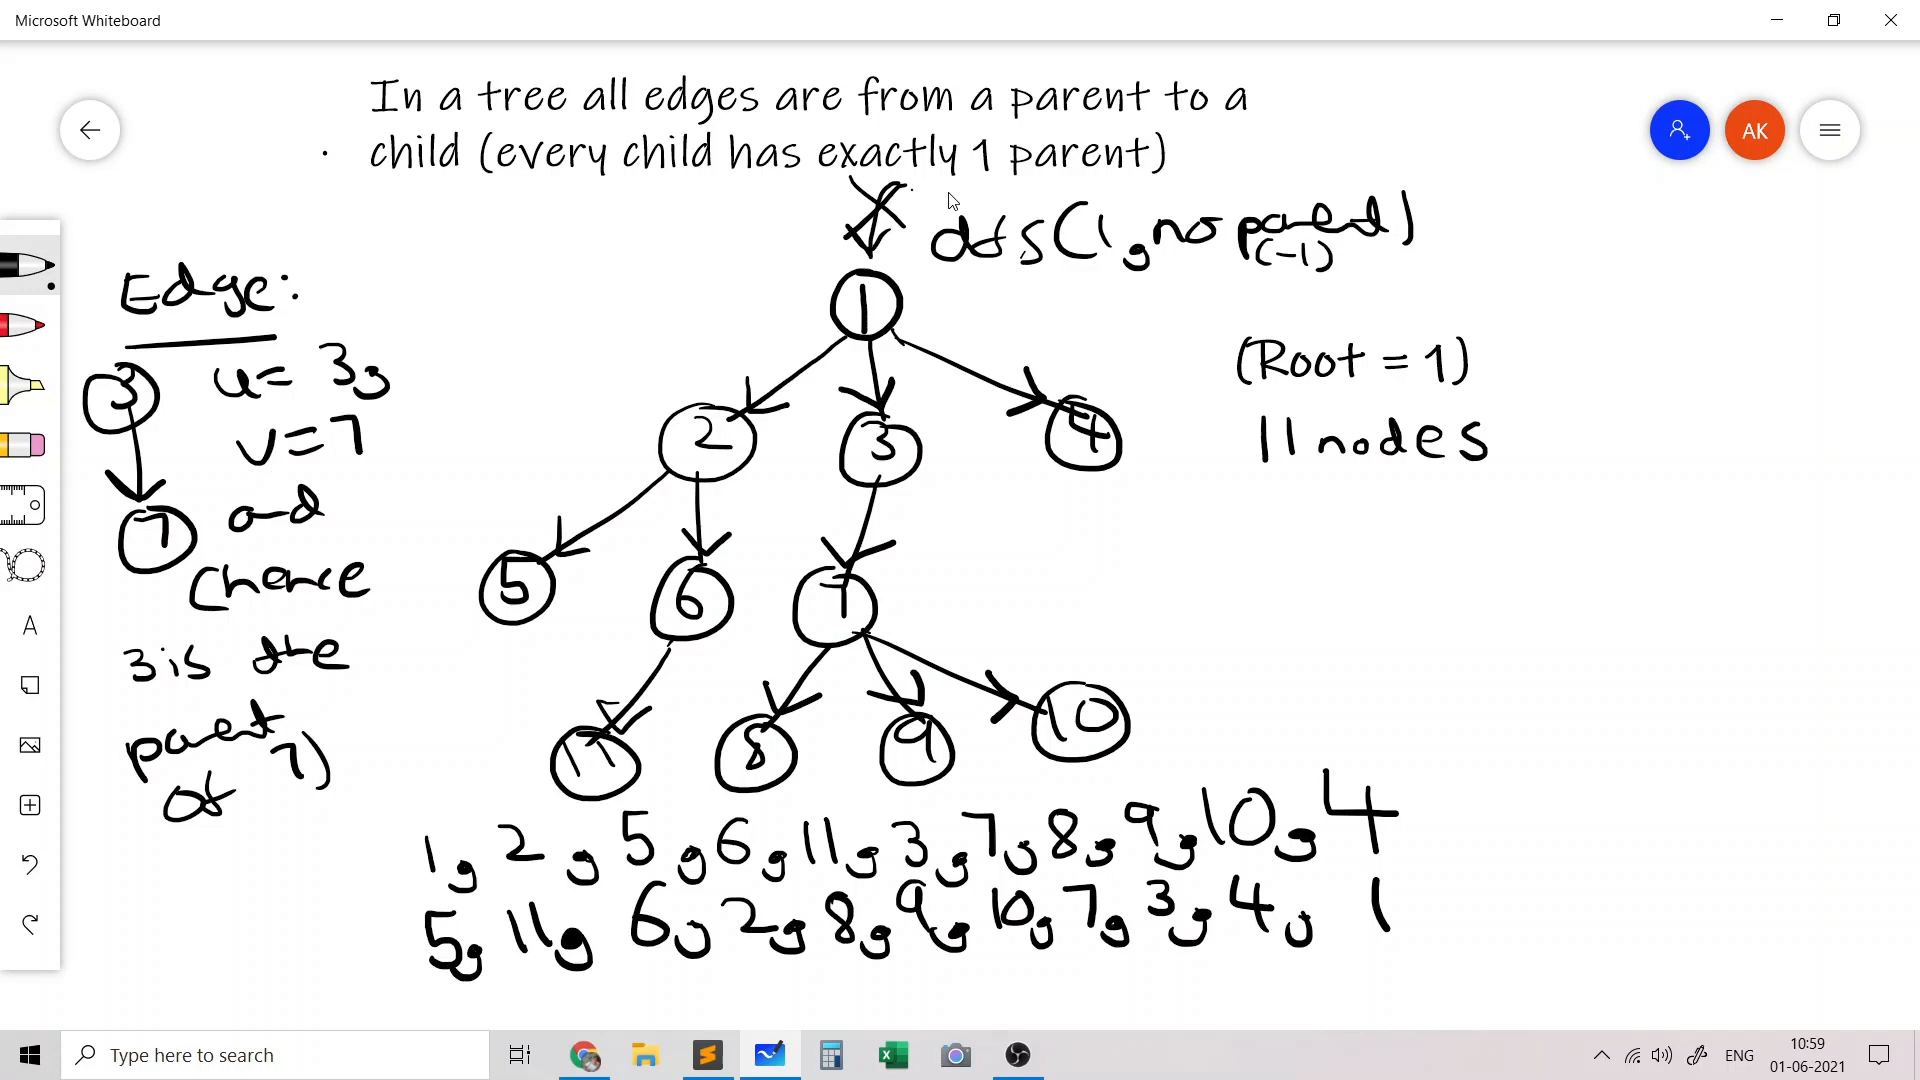 Microsoft Whiteboard
In a tree all edges are from a parent to a
child (every child has exactly 1 parent)
AK
dfs(1, no parent)
(-1)
Edge:
1
(Root = 1)
3
u = 3,
2
3
4
v = 7
11 nodes
7
and
5
6
7
(hence
3 is the
parent
of
7)
11
8
9
10
1, 2, 5, 6, 11, 3, 7, 8, 9, 10, 4
5, 11, 6, 2, 8, 9, 10, 7, 3, 4, 1
Type here to search
ENG
10:59
01-06-2021